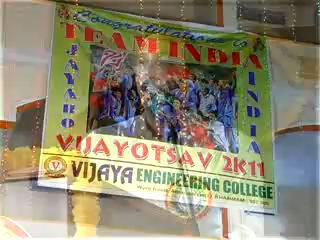 Congratulations to
TEAM INDIA
JAYAHO
INDIA
VIJAYOTSAV 2K11
VIJAYA ENGINEERING COLLEGE